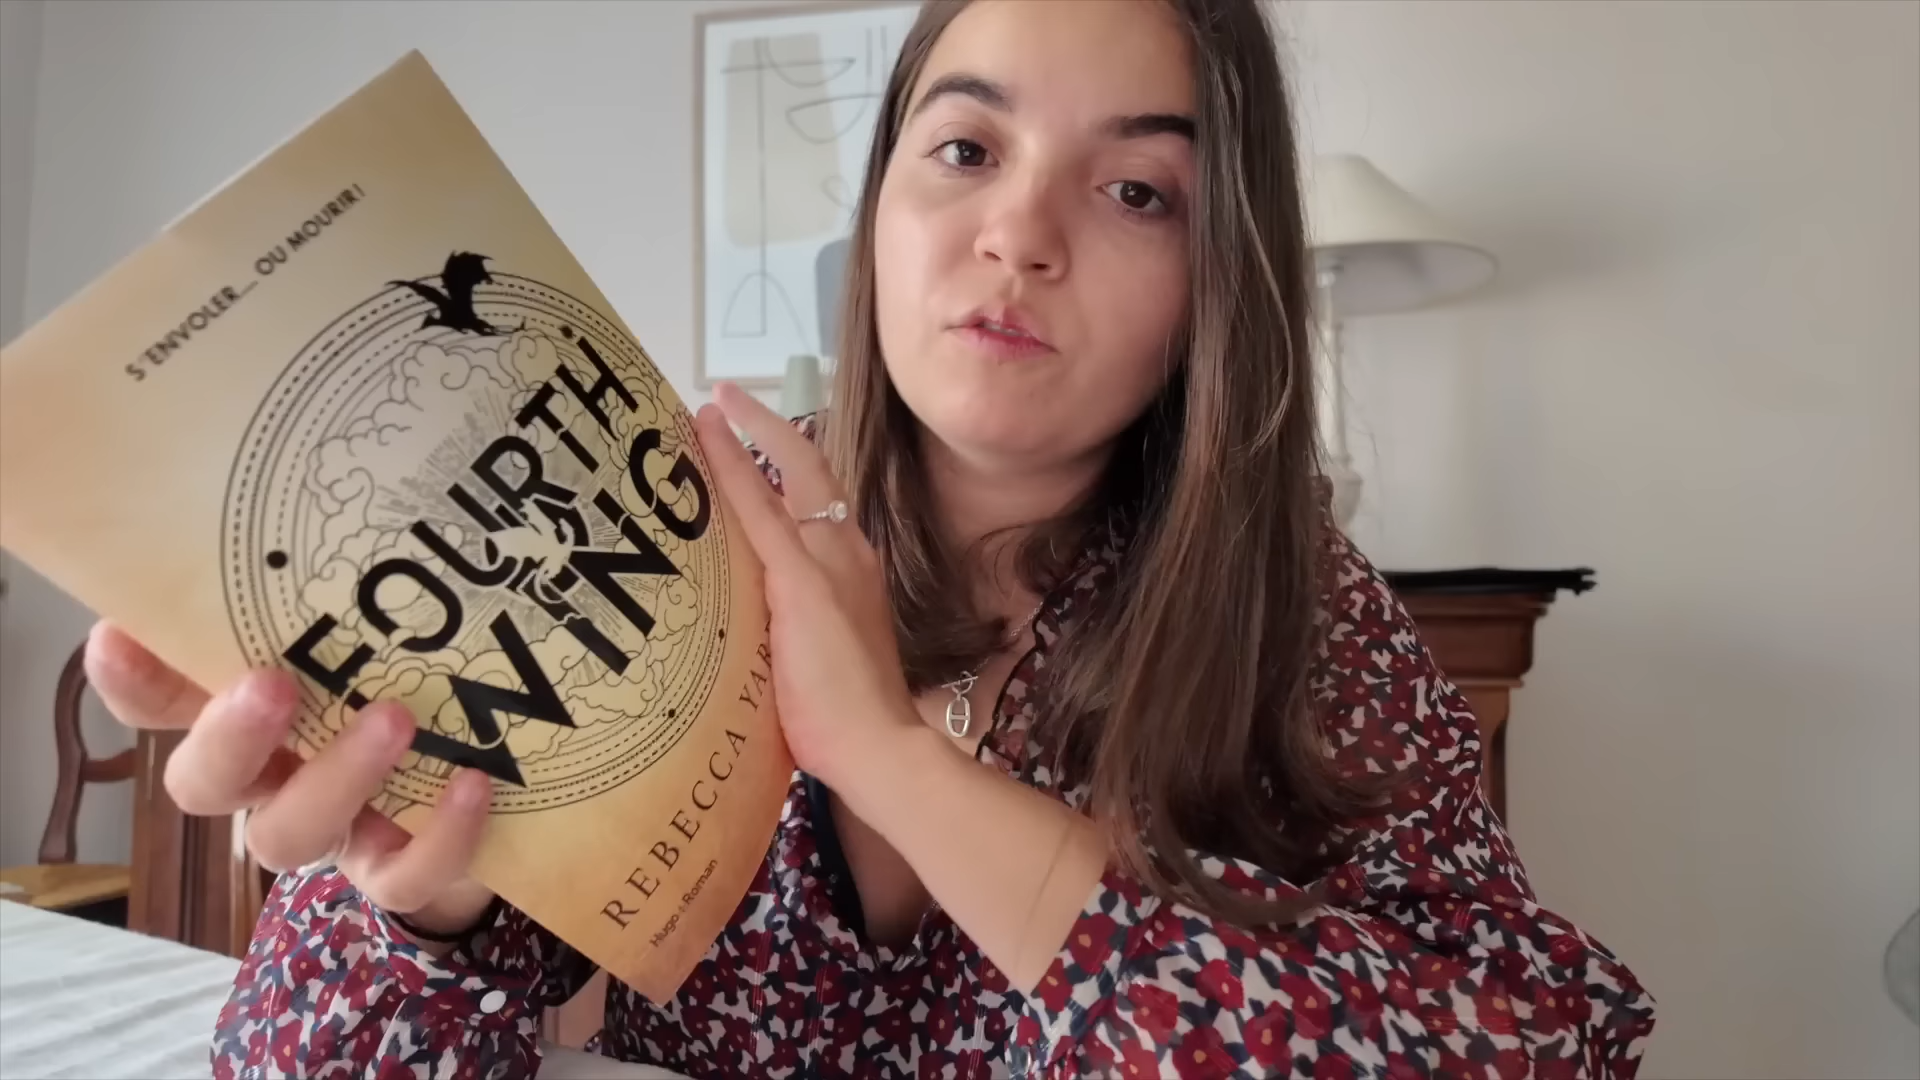 S'ENVOLER... OU MOURIR!
FOURTH
WING
REBECCA YAR
Hugo Roman